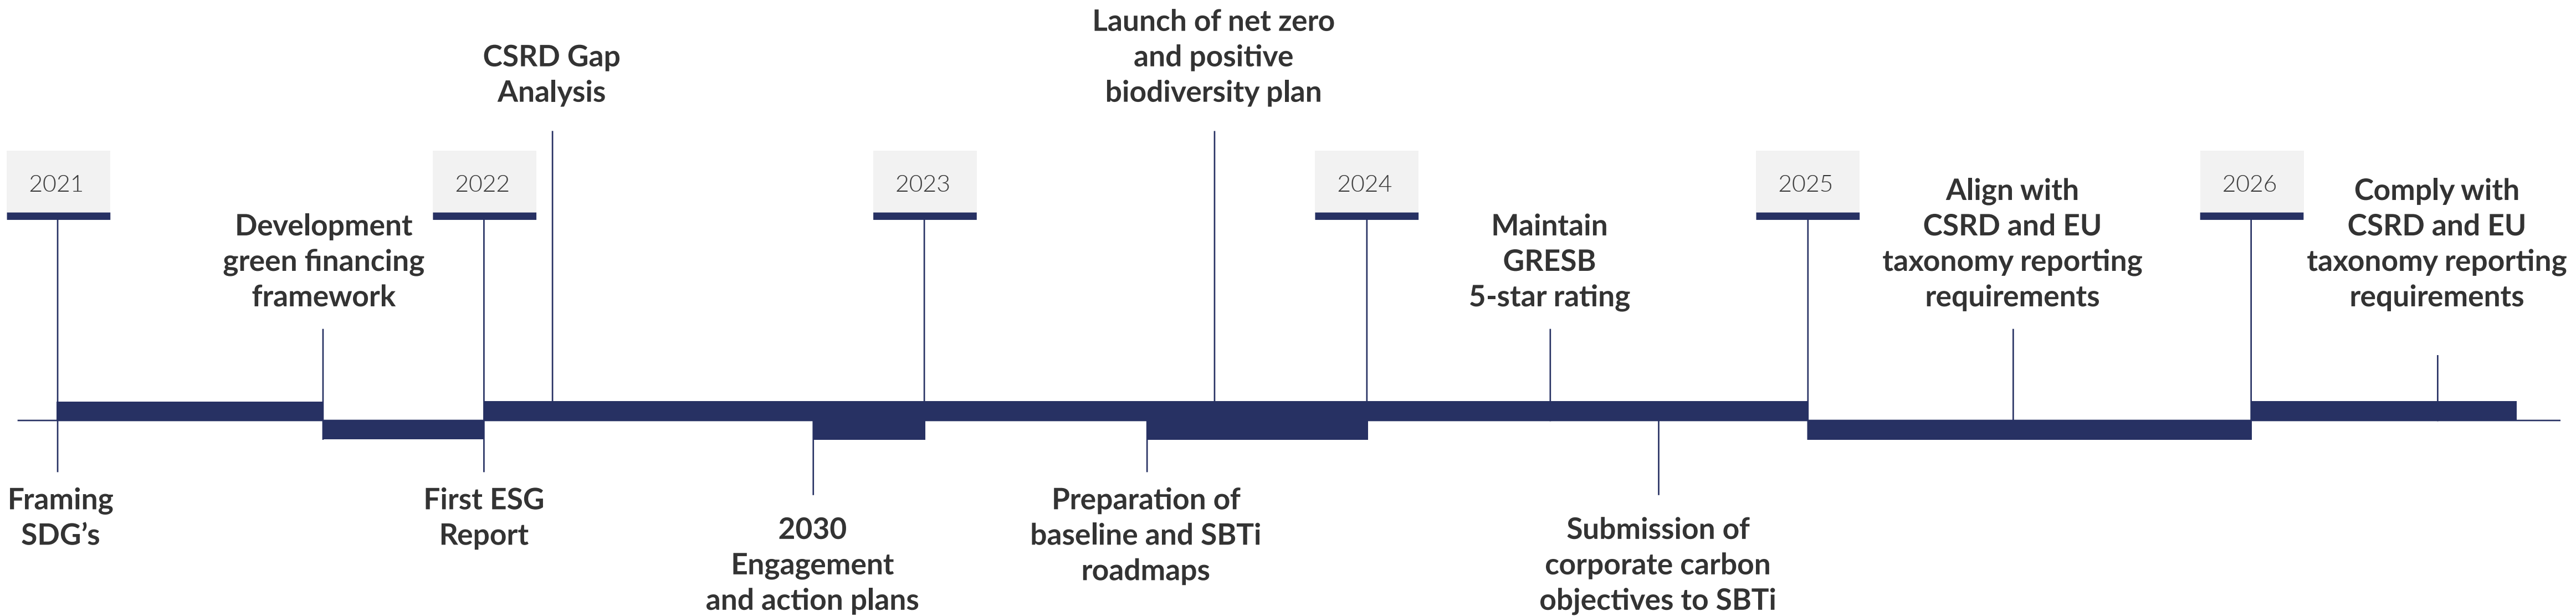 Launch of net zero
and positive
biodiversity plan
CSRD Gap
Analysis
2021
2022
2023
2024
2025
2026
Development
green financing
framework
Maintain
GRESB
5-star rating
Align with
CSRD and EU
taxonomy reporting
requirements
Comply with
CSRD and EU
taxonomy reporting
requirements
Framing
SDG’s
First ESG
Report
2030
Engagement
and action plans
Preparation of
baseline and SBTi
roadmaps
Submission of
corporate carbon
objectives to SBTi